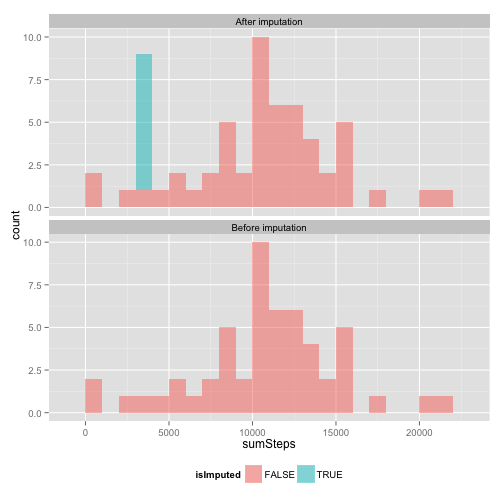 After imputation
10.0
7.5
5.0
2.5
0.0
count
Before imputation
10.0
7.5
5.0
2.5
0.0
0 5000 10000 15000 20000
sumSteps
isImputed FALSE TRUE